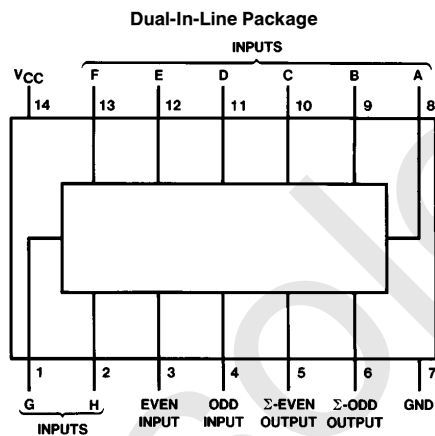 Dual-In-Line Package
INPUTS
VCC F E D C B A
14 13 12 11 10 9 8
1 2 3 4 5 6 7
G H EVEN INPUT ODD INPUT Σ-EVEN OUTPUT Σ-ODD OUTPUT GND
INPUTS